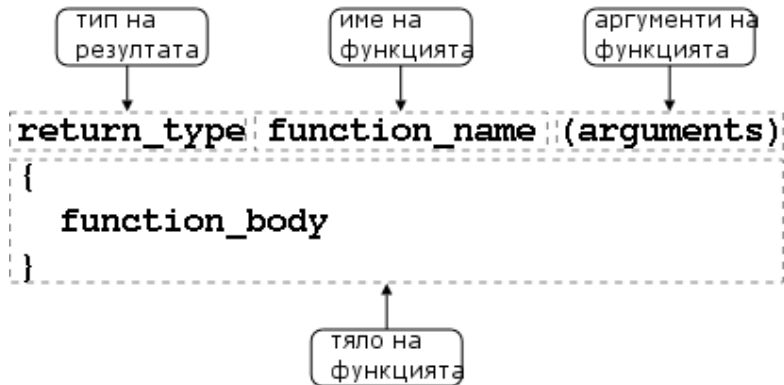 тип на
резултата
име на
функцията
аргументи на
функцията
return_type function_name (arguments)
{
function_body
}
тяло на
функцията